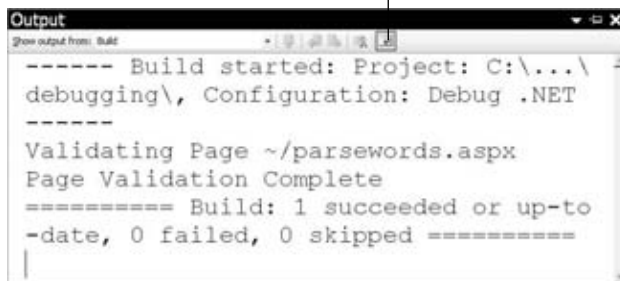 Output
Show output from: Build
------ Build started: Project: C:\...\
debugging\, Configuration: Debug .NET
------
Validating Page ~/parsewords.aspx
Page Validation Complete
========== Build: 1 succeeded or up-to
-date, 0 failed, 0 skipped ==========